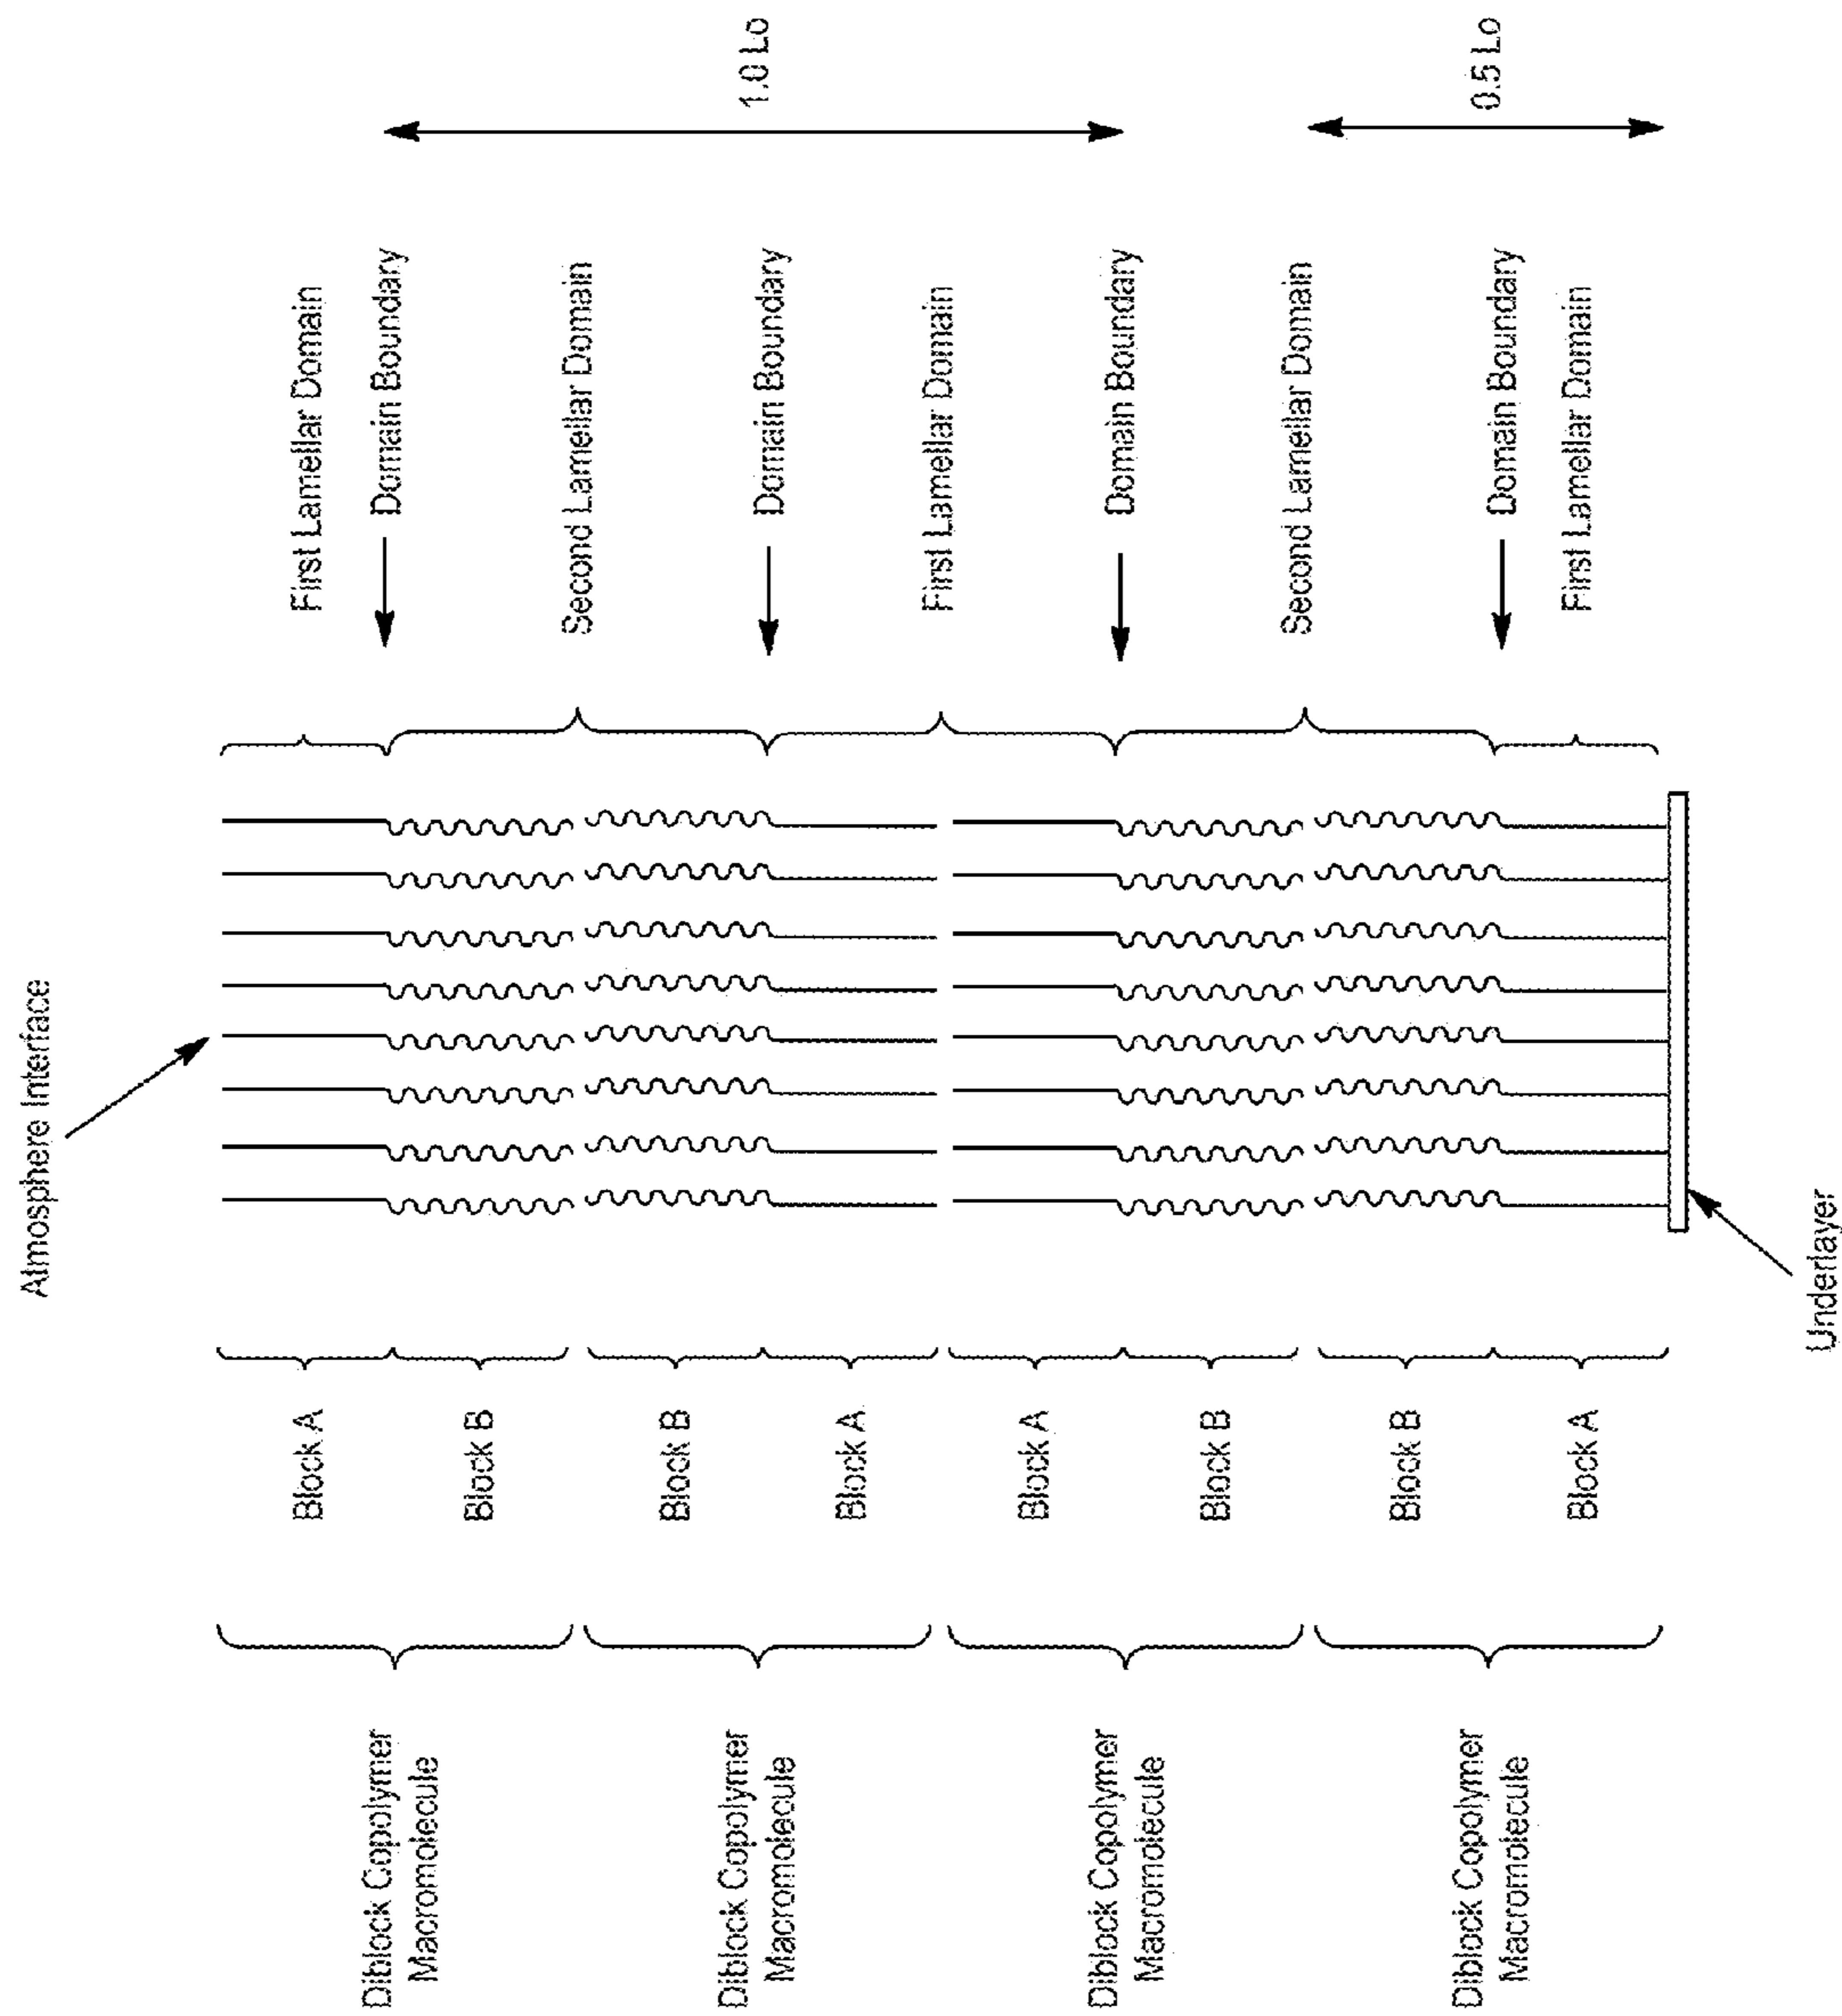 Atmosphere Interface
Diblock Copolymer
Macromolecule
Block A
Block B
First Lamellar Domain
Domain Boundary
1.0 Lo
Second Lamellar Domain
Diblock Copolymer
Macromolecule
Block B
Block A
Domain Boundary
First Lamellar Domain
Diblock Copolymer
Macromolecule
Block A
Block B
Domain Boundary
Second Lamellar Domain
Diblock Copolymer
Macromolecule
Block B
Block A
Domain Boundary
First Lamellar Domain
0.5 Lo
Underlayer